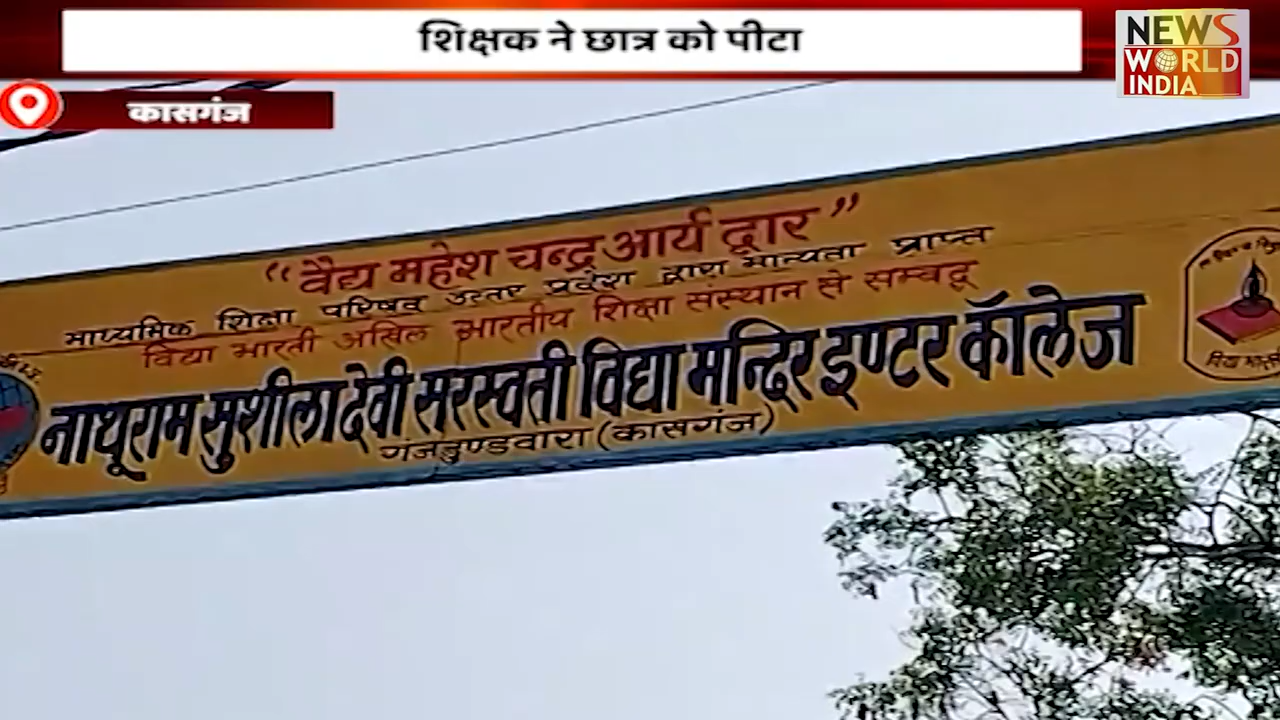 शिक्षक ने छात्र को पीटा
NEWS
WORLD
INDIA
कासगंज
“वैद्य महेश चन्द्र आर्य द्वार”
माध्यमिक शिक्षा परिषद उत्तर प्रदेश द्वारा मान्यता प्राप्त
विद्या भारती अखिल भारतीय शिक्षा संस्थान से सम्बद्ध
नाथूराम सुशीला देवी सरस्वती विद्या मन्दिर इण्टर कॉलेज
गंजडुण्डवारा (कासगंज)